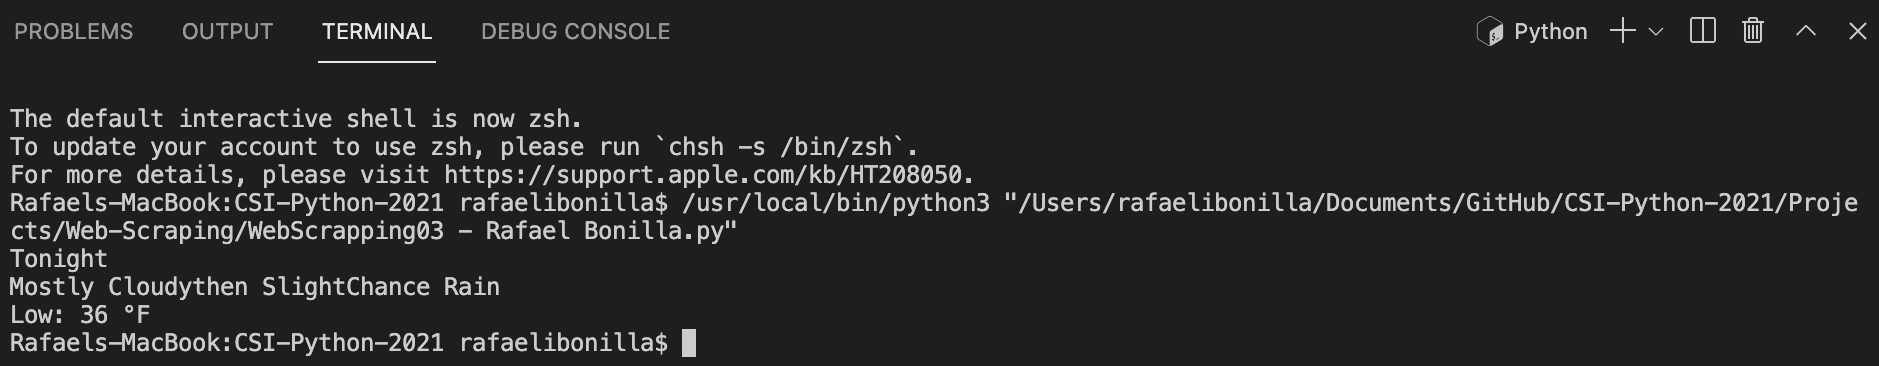 PROBLEMS OUTPUT TERMINAL DEBUG CONSOLE Python
The default interactive shell is now zsh.
To update your account to use zsh, please run `chsh -s /bin/zsh`.
For more details, please visit https://support.apple.com/kb/HT208050.
Rafaels-MacBook:CSI-Python-2021 rafaelibonilla$ /usr/local/bin/python3 "/Users/rafaelibonilla/Documents/GitHub/CSI-Python-2021/Proje
cts/Web-Scraping/WebScrapping03 - Rafael Bonilla.py"
Tonight
Mostly Cloudythen SlightChance Rain
Low: 36 °F
Rafaels-MacBook:CSI-Python-2021 rafaelibonilla$